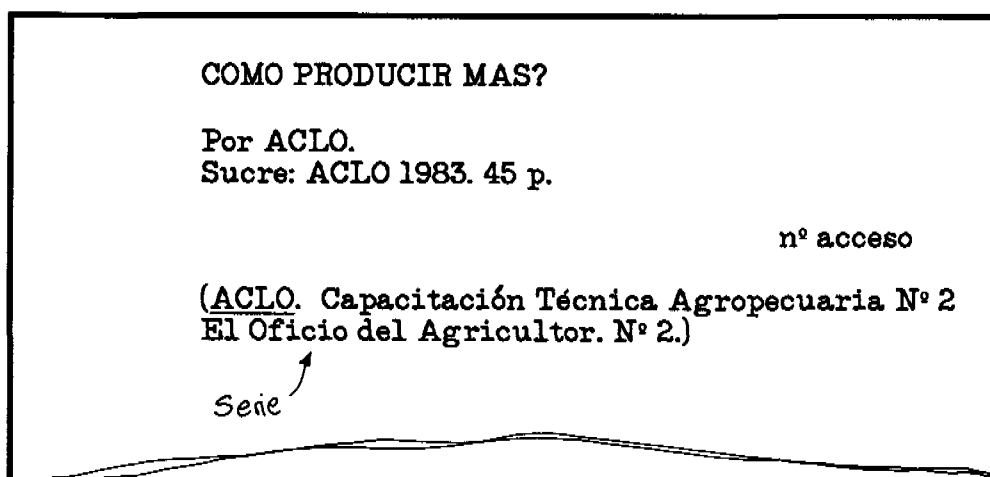 COMO PRODUCIR MAS?
Por ACLO.
Sucre: ACLO 1983. 45 p.
nº acceso
(ACLO. Capacitación Técnica Agropecuaria Nº 2
El Oficio del Agricultor. Nº 2.)
Serie